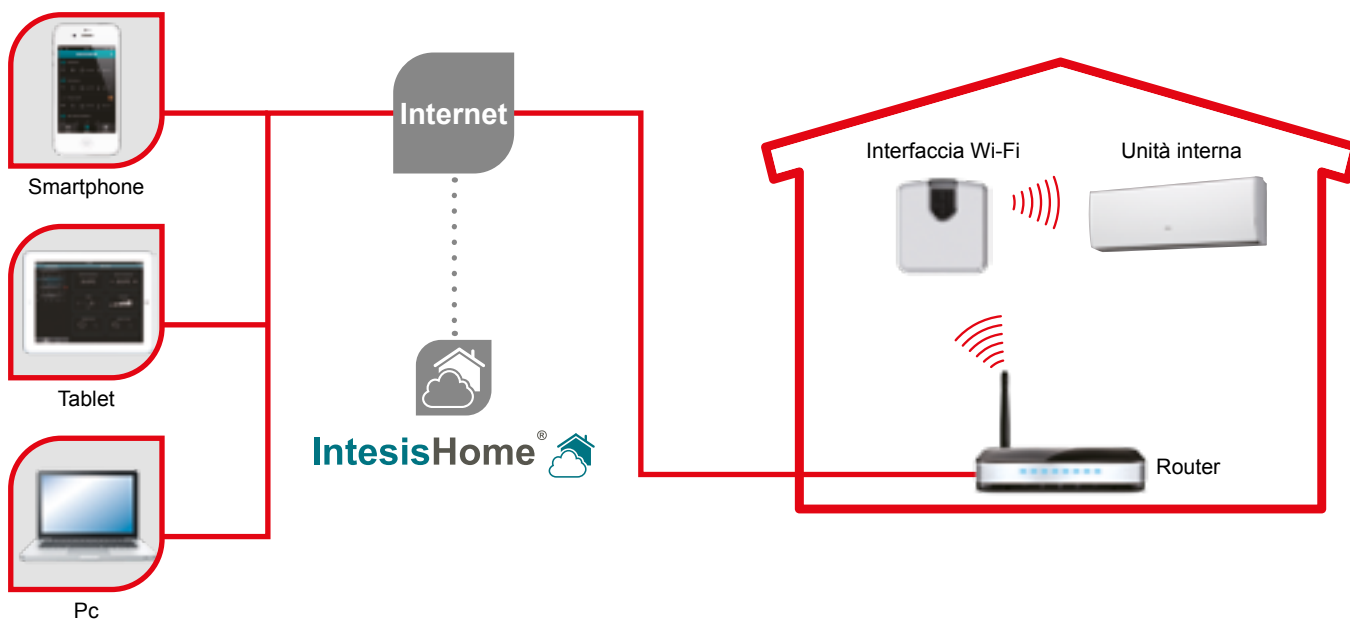 Smartphone
Tablet
Pc
Internet
IntesisHome®
Interfaccia Wi-Fi
Unità interna
Router